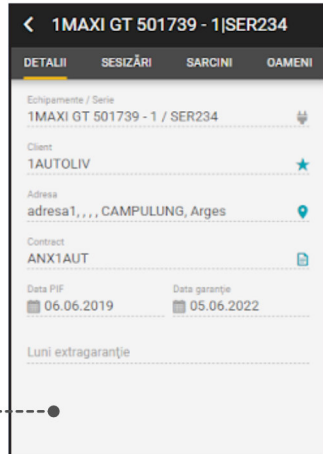 1MAXI GT 501739 - 1|SER234
DETALII SESIZĂRI SARCINI OAMENI
Echipamente / Serie
1MAXI GT 501739 - 1 / SER234
Client
1AUTOLIV
Adresa
adresa1, , , , CAMPULUNG, Arges
Contract
ANX1AUT
Data PIF Data garanție
06.06.2019 05.06.2022
Luni extragaranție